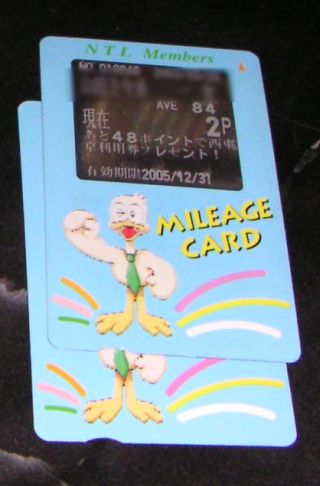 NTL Members
AVE 84
現在 2P
あと48ポイントで西東
京利用券プレゼント!
有効期限2005/12/31
MILEAGE
CARD